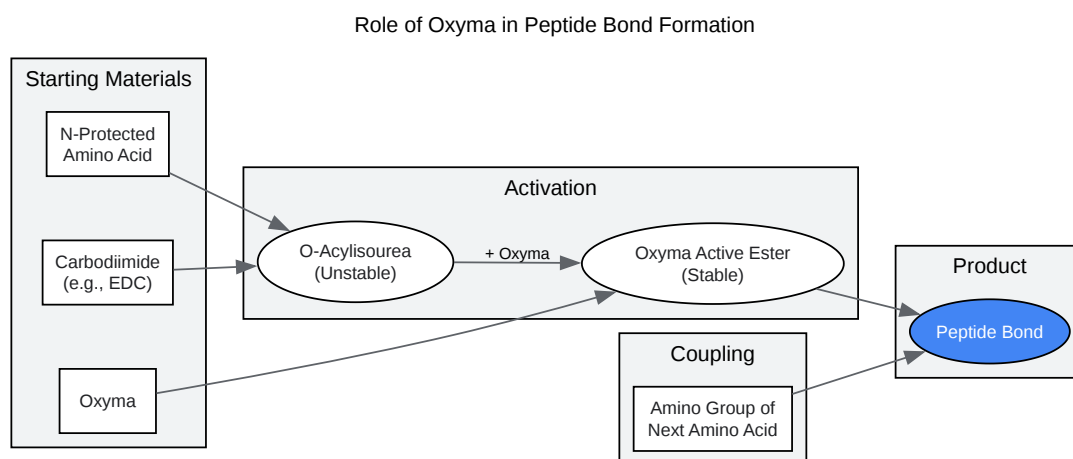 Role of Oxyma in Peptide Bond Formation
Starting Materials
N-Protected
Amino Acid
Carbodiimide
(e.g., EDC)
Oxyma
Activation
O-Acylisourea
(Unstable)
+ Oxyma
Oxyma Active Ester
(Stable)
Coupling
Amino Group of
Next Amino Acid
Product
Peptide Bond